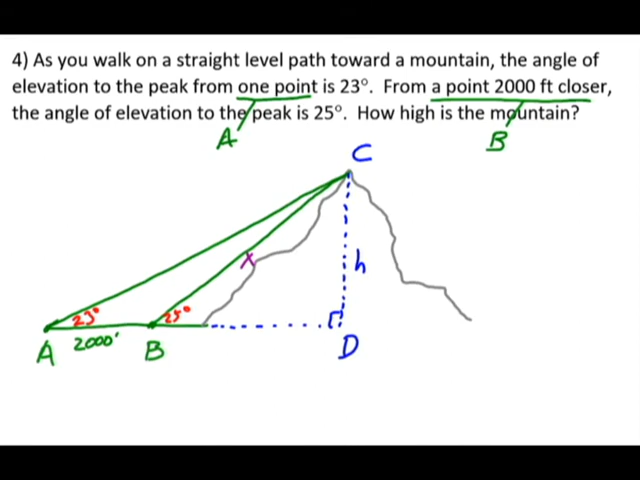 4) As you walk on a straight level path toward a mountain, the angle of
elevation to the peak from one point is 23°. From a point 2000 ft closer,
the angle of elevation to the peak is 25°. How high is the mountain?
A
B
C
x
h
23°
25°
A
2000'
B
D